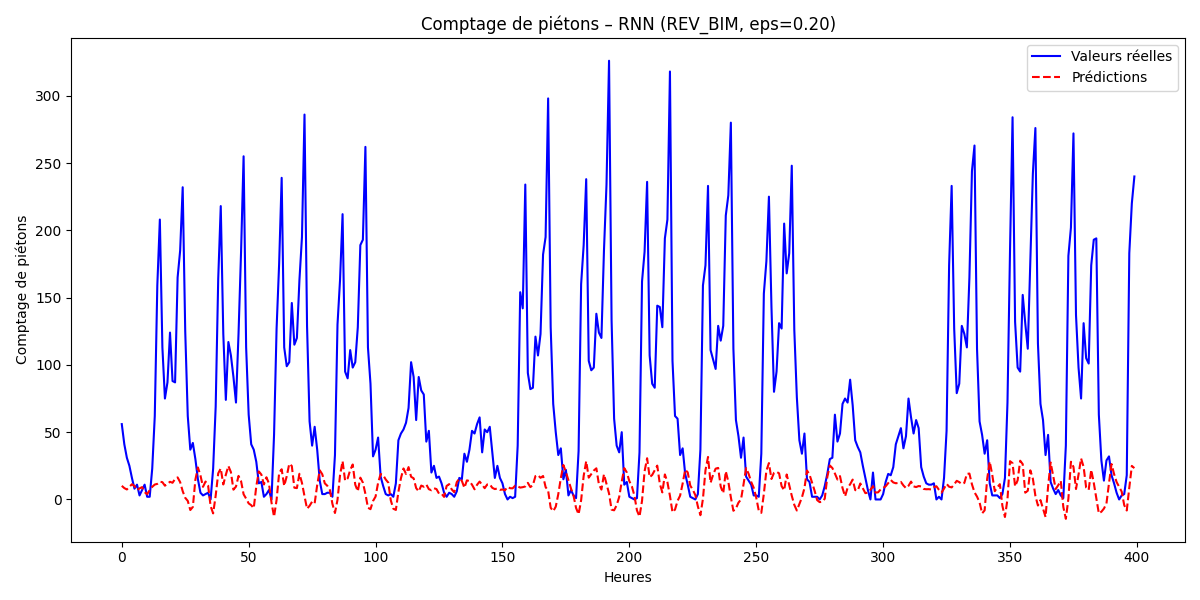 Comptage de piétons – RNN (REV_BIM, eps=0.20)
Valeurs réelles
Prédictions
Comptage de piétons
300
250
200
150
100
50
0
0 50 100 150 200 250 300 350 400
Heures